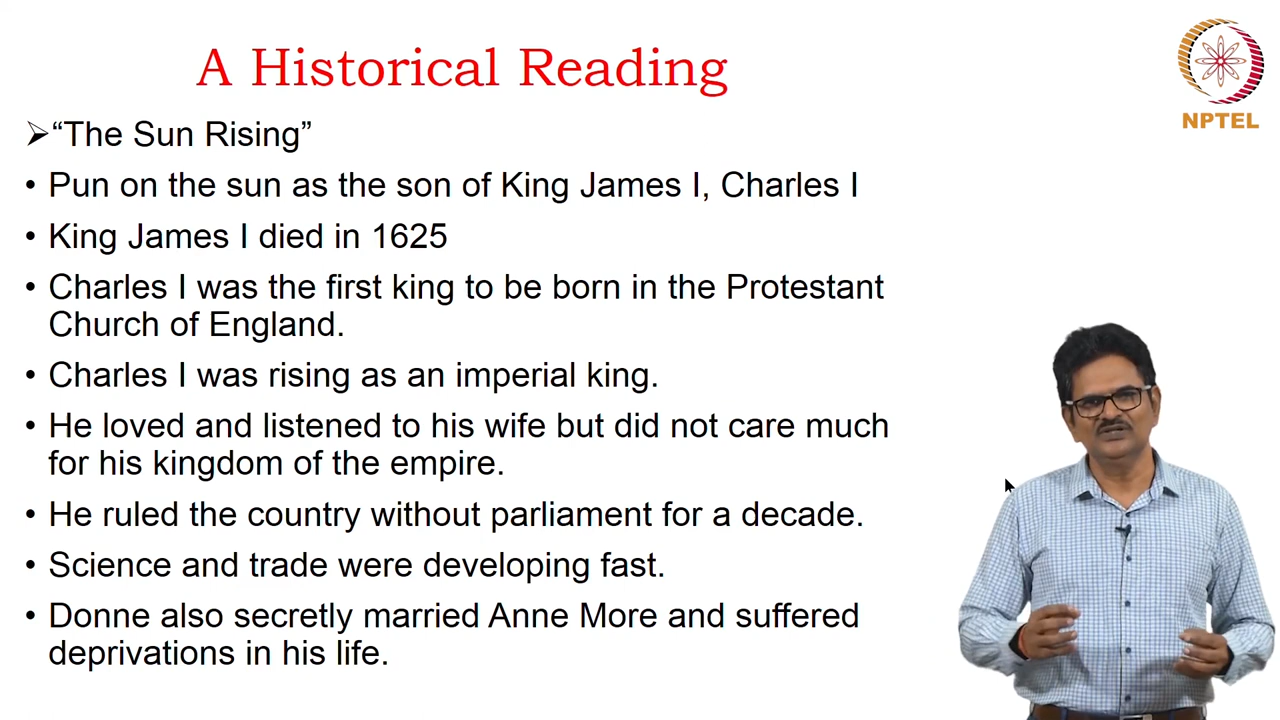 A Historical Reading
NPTEL
➢“The Sun Rising”
• Pun on the sun as the son of King James I, Charles I
• King James I died in 1625
• Charles I was the first king to be born in the Protestant
Church of England.
• Charles I was rising as an imperial king.
• He loved and listened to his wife but did not care much
for his kingdom of the empire.
• He ruled the country without parliament for a decade.
• Science and trade were developing fast.
• Donne also secretly married Anne More and suffered
deprivations in his life.